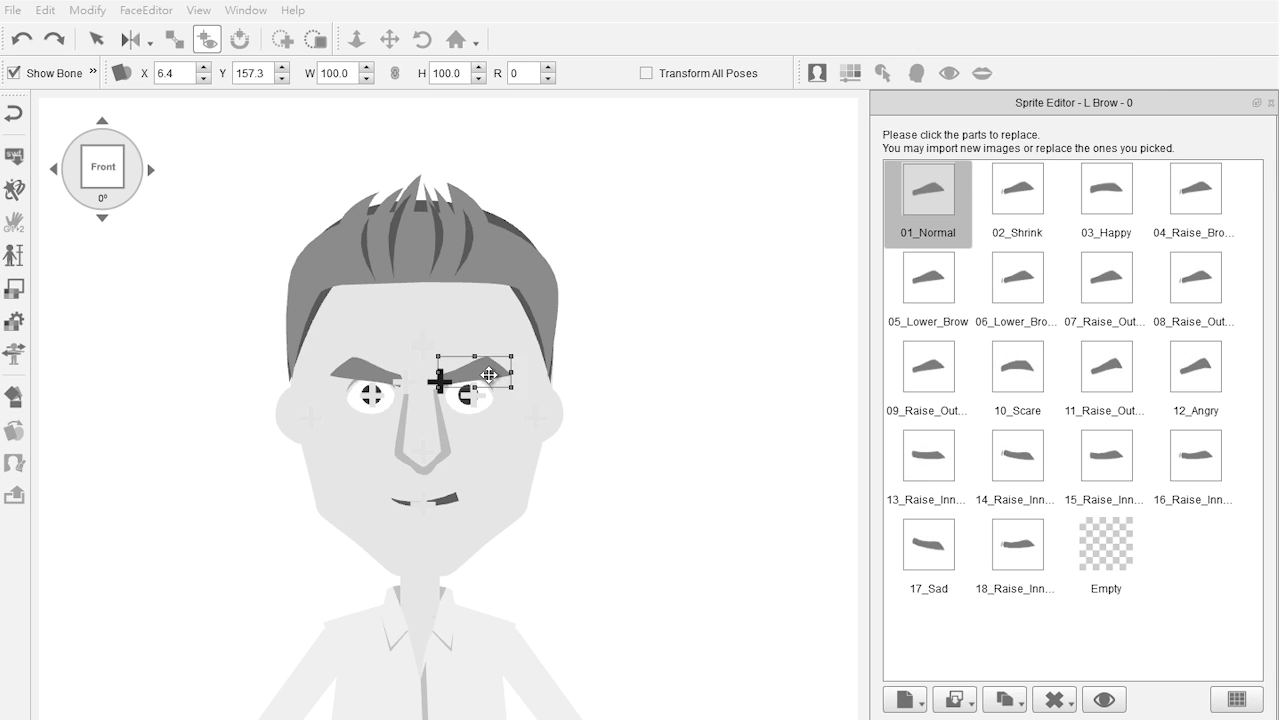 File Edit Modify FaceEditor View Window Help
Show Bone » X 6.4 Y 157.3 W 100.0 H 100.0 R 0 Transform All Poses
Sprite Editor - L Brow - 0
Please click the parts to replace.
You may import new images or replace the ones you picked.
Front
0°
01_Normal 02_Shrink 03_Happy 04_Raise_Bro...
05_Lower_Brow 06_Lower_Bro... 07_Raise_Out... 08_Raise_Out...
09_Raise_Out... 10_Scare 11_Raise_Out... 12_Angry
13_Raise_Inn... 14_Raise_Inn... 15_Raise_Inn... 16_Raise_Inn...
17_Sad 18_Raise_Inn... Empty